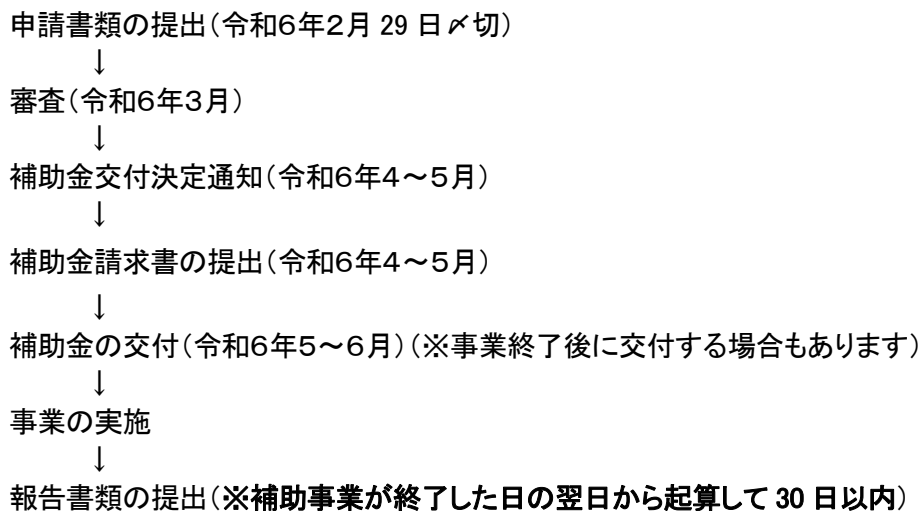 申請書類の提出（令和６年２月 29 日〆切）
↓
審査（令和６年３月）
↓
補助金交付決定通知（令和６年４～５月）
↓
補助金請求書の提出（令和６年４～５月）
↓
補助金の交付（令和６年５～６月）（※事業終了後に交付する場合もあります）
↓
事業の実施
↓
報告書類の提出（※補助事業が終了した日の翌日から起算して 30 日以内）